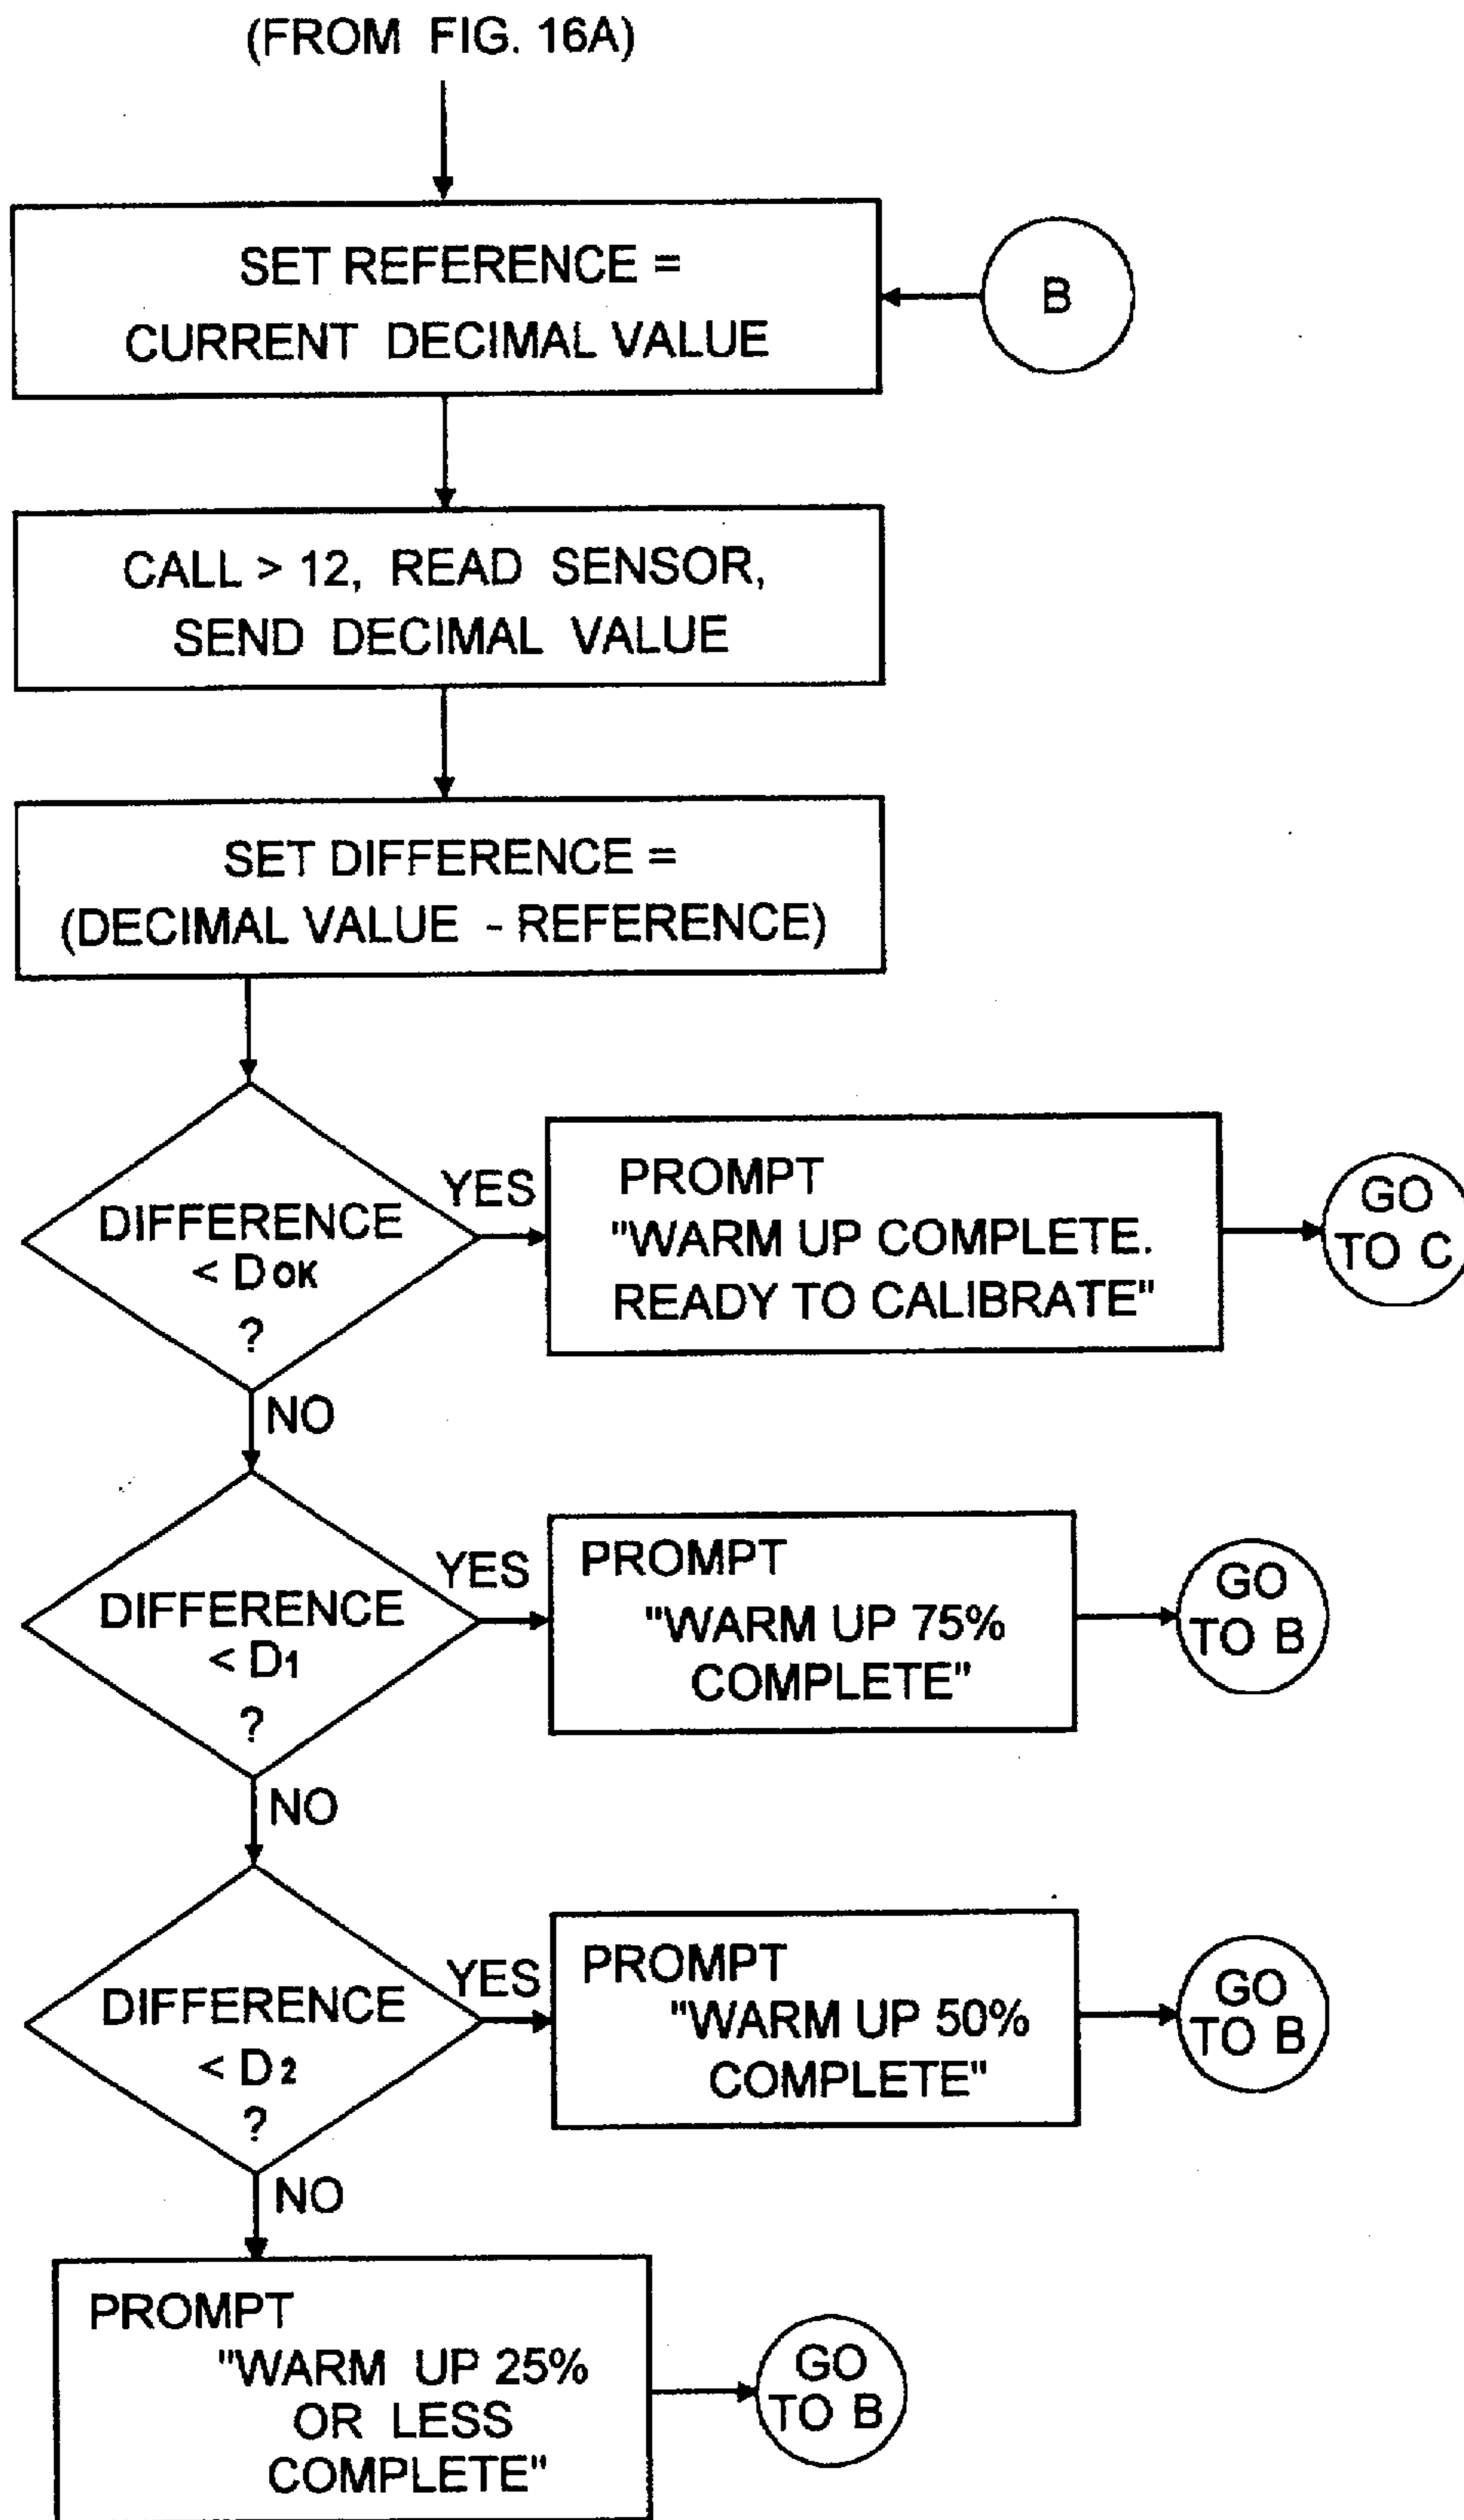 (FROM FIG. 16A)
SET REFERENCE =
CURRENT DECIMAL VALUE
B
CALL > 12, READ SENSOR,
SEND DECIMAL VALUE
SET DIFFERENCE =
(DECIMAL VALUE - REFERENCE)
DIFFERENCE
< DOK
?
YES
PROMPT
"WARM UP COMPLETE.
READY TO CALIBRATE"
GO
TO C
NO
DIFFERENCE
< D1
?
YES
PROMPT
"WARM UP 75%
COMPLETE"
GO
TO B
NO
DIFFERENCE
< D2
?
YES
PROMPT
"WARM UP 50%
COMPLETE"
GO
TO B
NO
PROMPT
"WARM UP 25%
OR LESS
COMPLETE"
GO
TO B